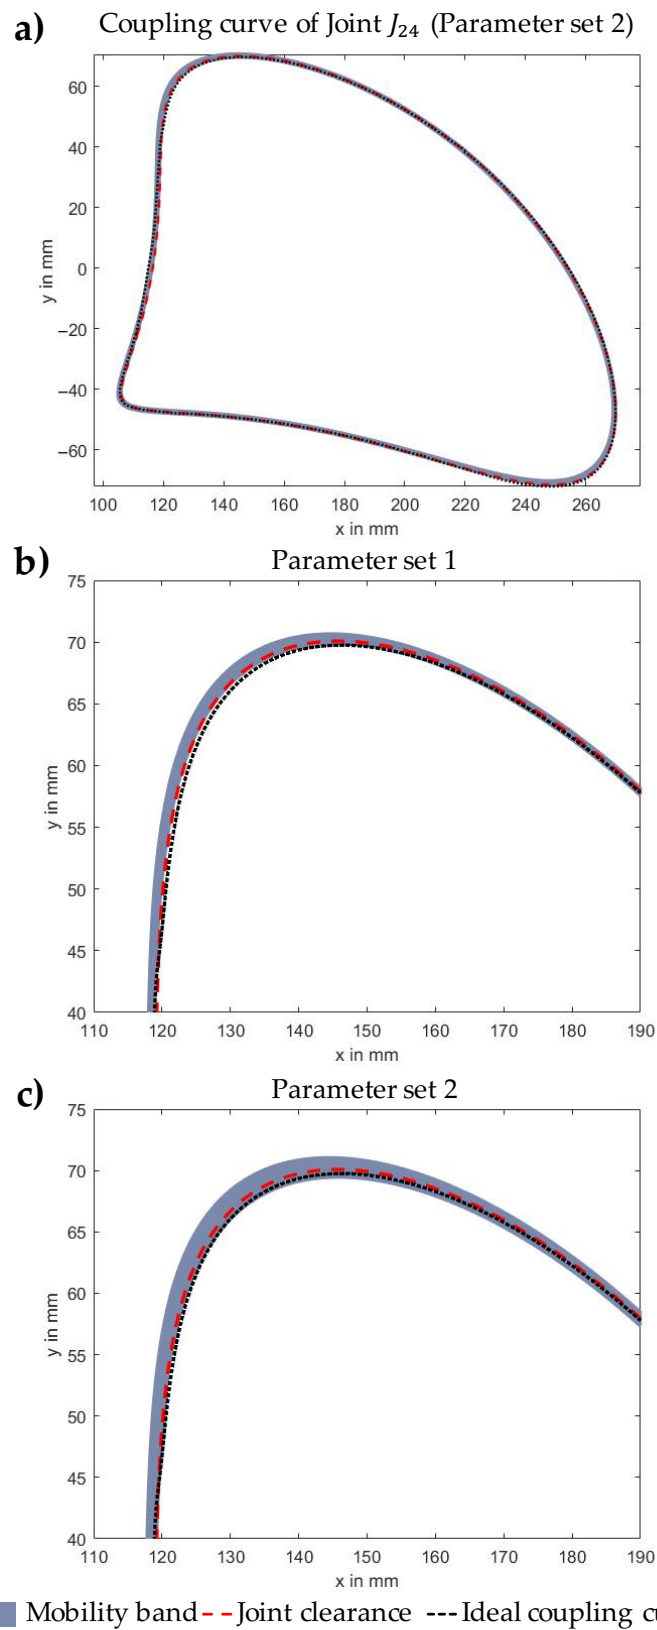 a) Coupling curve of Joint J₂₄ (Parameter set 2)
60
40
20
0
−20
−40
−60
y in mm
100 120 140 160 180 200 220 240 260
x in mm
b) Parameter set 1
75
70
65
60
55
50
45
40
y in mm
110 120 130 140 150 160 170 180 190
x in mm
c) Parameter set 2
75
70
65
60
55
50
45
40
y in mm
110 120 130 140 150 160 170 180 190
x in mm
Mobility band Joint clearance Ideal coupling